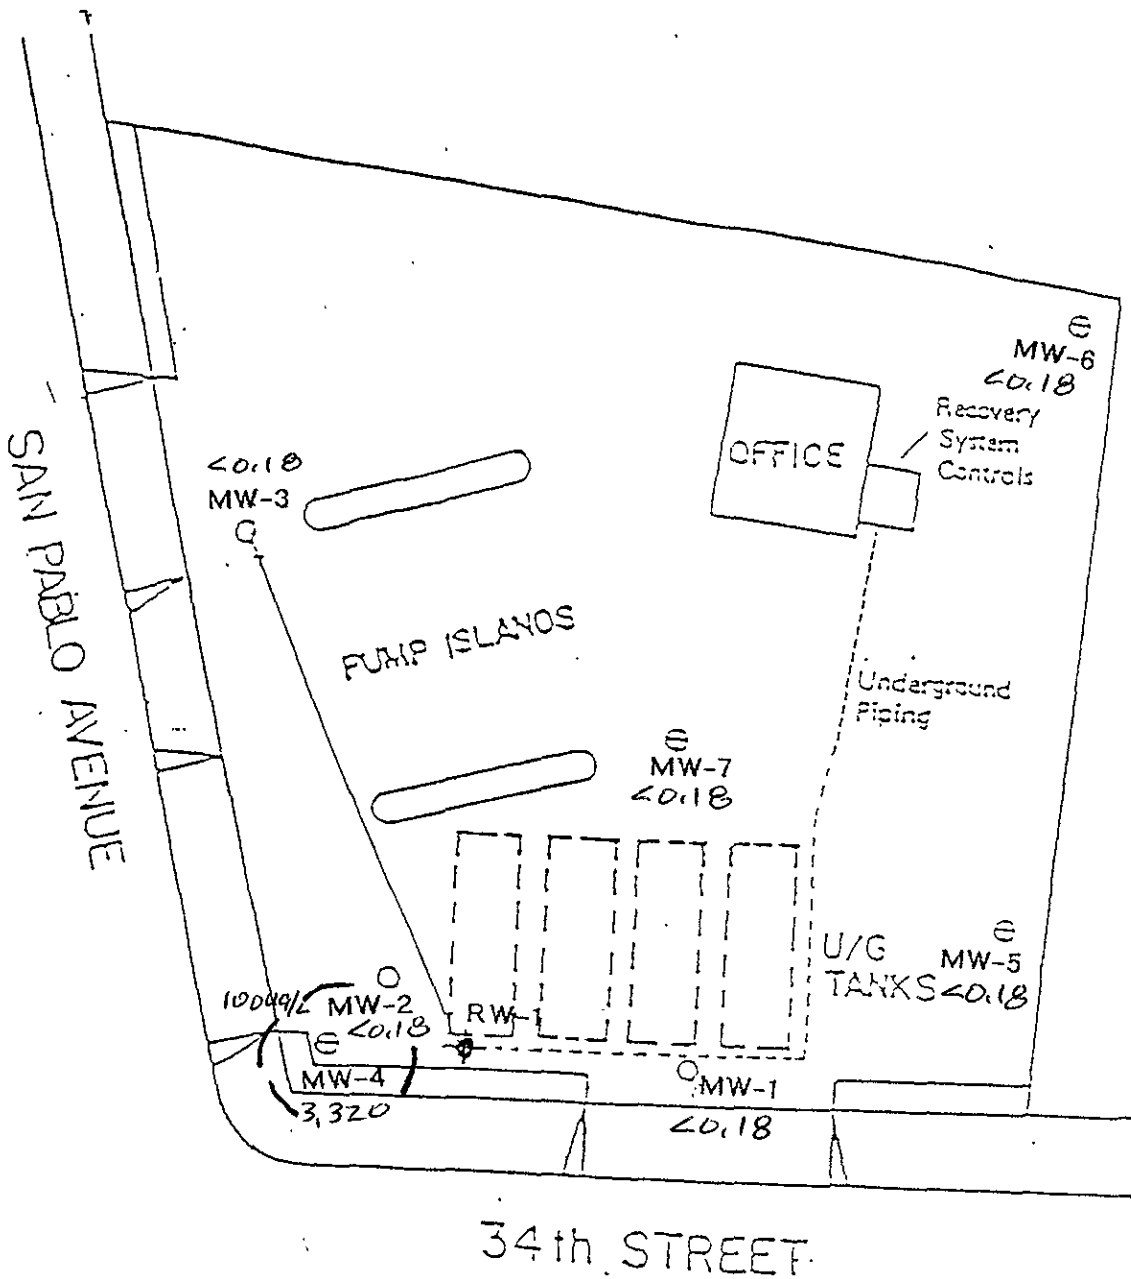 MW-6
<0.18
Recovery
System
Controls
OFFICE
<0.18
MW-3
SAN PABLO AVENUE
PUMP ISLANDS
Underground
Piping
MW-7
<0.18
U/G
TANKS
MW-5
<0.18
100ug/L
MW-2
<0.18
RW-1
MW-4
3,320
MW-1
<0.18
34th STREET